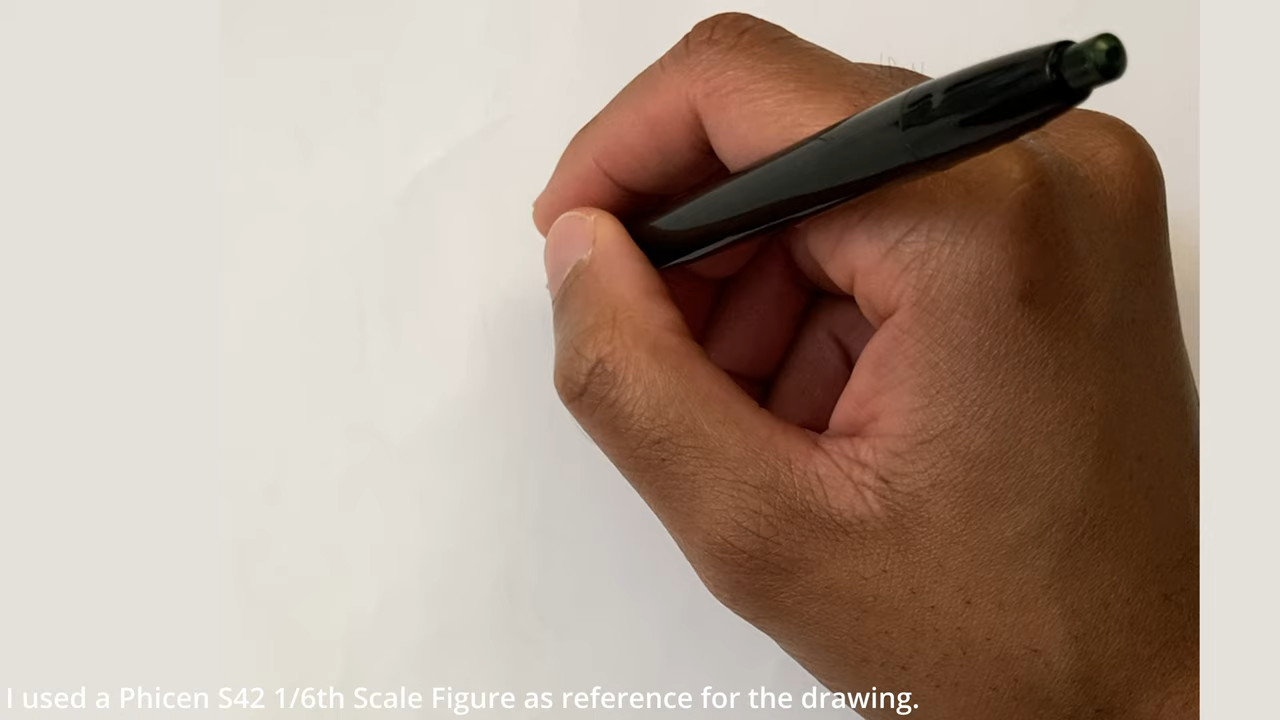 I used a Phicen S42 1/6th Scale Figure as reference for the drawing.